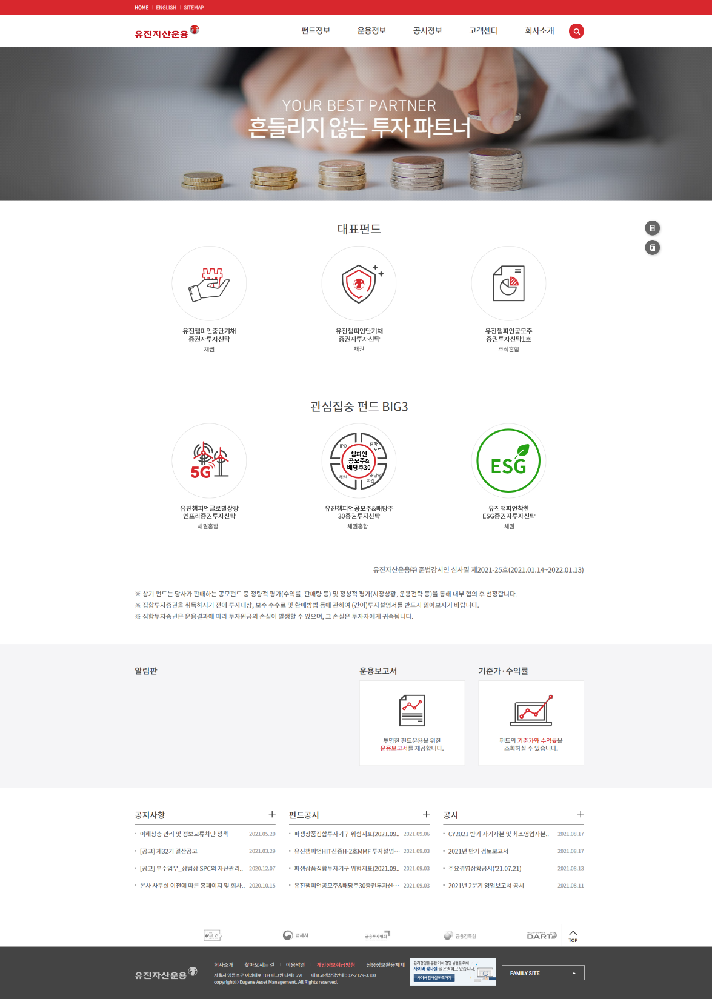 HOME ENGLISH SITEMAP
유진자산운용 펀드정보 운용정보 공시정보 고객센터 회사소개
YOUR BEST PARTNER
흔들리지 않는 투자 파트너
대표펀드
유진챔피언중단기채
증권자투자신탁
채권
유진챔피언단기채
증권자투자신탁
채권
유진챔피언공모주
증권투자신탁1호
주식혼합
관심집중 펀드 BIG3
5G
유진챔피언글로벌상장
인프라증권투자신탁
채권혼합
IPO
알파
포트
챔피언
공모주&
배당주30
채권
배당형
자산
유진챔피언공모주&배당주
30증권투자신탁
채권혼합
ESG
유진챔피언착한
ESG증권자투자신탁
채권
유진자산운용㈜ 준법감시인 심사필 제2021-25호(2021.01.14~2022.01.13)
※ 상기 펀드는 당사가 판매하는 공모펀드 중 정량적 평가(수익률, 판매량 등) 및 정성적 평가(시장상황, 운용전략 등)을 통해 내부 협의 후 선정합니다.
※ 집합투자증권을 취득하시기 전에 투자대상, 보수 수수료 및 환매방법 등에 관하여 (간이)투자설명서를 반드시 읽어보시기 바랍니다.
※ 집합투자증권은 운용결과에 따라 투자원금의 손실이 발생할 수 있으며, 그 손실은 투자자에게 귀속됩니다.
알림판
운용보고서
투명한 펀드운용을 위한
운용보고서를 제공합니다.
기준가·수익률
펀드의 기준가와 수익률을
조회하실 수 있습니다.
공지사항
이해상충 관리 및 정보교류차단 정책 2021.05.20
[공고] 제32기 결산공고 2021.03.29
[공고] 부수업무_상법상 SPC의 자산관리.. 2020.12.07
본사 사무실 이전에 따른 홈페이지 및 회사.. 2020.10.15
펀드공시
파생상품집합투자기구 위험지표(2021.09.. 2021.09.06
유진챔피언HIT신종H-2호MMF 투자설명… 2021.09.03
파생상품집합투자기구 위험지표(2021.09.. 2021.09.03
유진챔피언공모주&배당주30증권투자신… 2021.09.03
공시
CY2021 반기 자기자본 및 최소영업자본.. 2021.08.17
2021년 반기 검토보고서 2021.08.17
주요경영상황공시('21.07.21) 2021.08.13
2021년 2분기 영업보고서 공시 2021.08.11
법제처 금융투자협회 금융감독원 DART TOP
유진자산운용
회사소개 찾아오시는 길 이용약관 개인정보취급방침 신용정보활용체제
서울시 영등포구 여의대로 108 파크원 타워1 22F 대표고객상담안내 : 02-2129-3300
copyrightⓒ Eugene Asset Management. All Rights reserved.
윤리경영을 통한 가치 경영 실현을 위해
사이버 감사실 을 운영하고 있습니다.
사이버 감사실 바로가기
FAMILY SITE